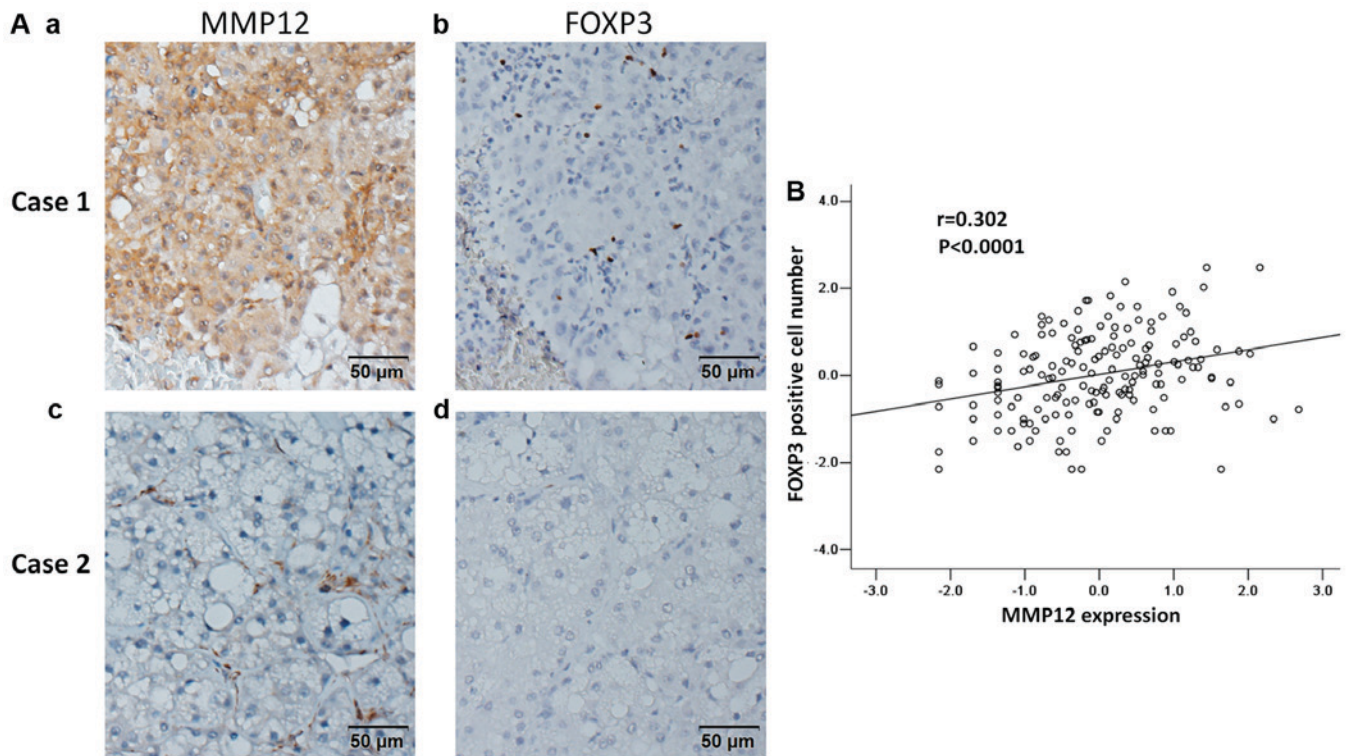 A a MMP12 b FOXP3
Case 1
50 µm 50 µm
c d
Case 2
50 µm 50 µm
B
r=0.302
P<0.0001
FOXP3 positive cell number
4.0
2.0
0.0
-2.0
-4.0
-3.0 -2.0 -1.0 0.0 1.0 2.0 3.0
MMP12 expression